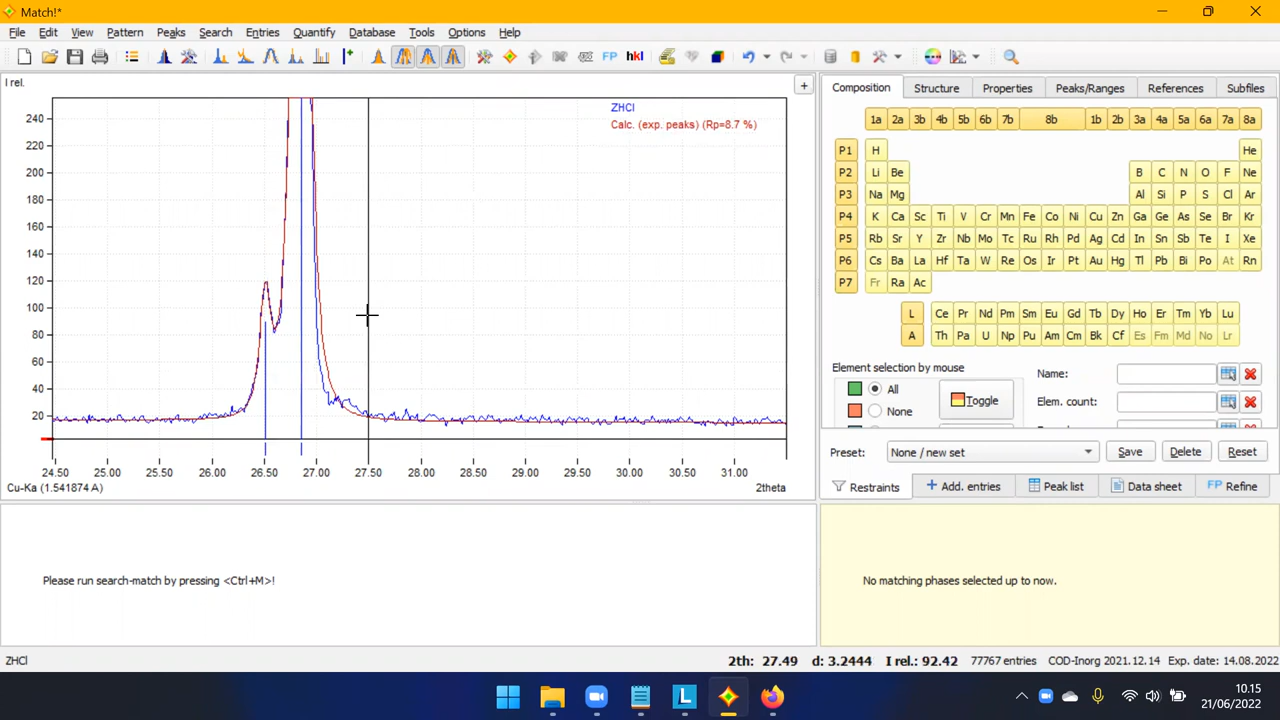 Match!*
File Edit View Pattern Peaks Search Entries Quantify Database Tools Options Help
FP hkl
I rel.
+
Composition Structure Properties Peaks/Ranges References Subfiles
ZHCl
Calc. (exp. peaks) (Rp=8.7 %)
240
220
200
180
160
140
120
100
80
60
40
20
24.50 25.00 25.50 26.00 26.50 27.00 27.50 28.00 28.50 29.00 29.50 30.00 30.50 31.00
Cu-Ka (1.541874 A) 2theta
1a 2a 3b 4b 5b 6b 7b 8b 1b 2b 3a 4a 5a 6a 7a 8a
P1 H He
P2 Li Be B C N O F Ne
P3 Na Mg Al Si P S Cl Ar
P4 K Ca Sc Ti V Cr Mn Fe Co Ni Cu Zn Ga Ge As Se Br Kr
P5 Rb Sr Y Zr Nb Mo Tc Ru Rh Pd Ag Cd In Sn Sb Te I Xe
P6 Cs Ba La Hf Ta W Re Os Ir Pt Au Hg Tl Pb Bi Po At Rn
P7 Fr Ra Ac
L Ce Pr Nd Pm Sm Eu Gd Tb Dy Ho Er Tm Yb Lu
A Th Pa U Np Pu Am Cm Bk Cf Es Fm Md No Lr
Element selection by mouse
All
None
Toggle
Name:
Elem. count:
Preset: None / new set Save Delete Reset
Restraints + Add. entries Peak list Data sheet FP Refine
Please run search-match by pressing <Ctrl+M>!
No matching phases selected up to now.
ZHCl 2th: 27.49 d: 3.2444 I rel.: 92.42 77767 entries COD-Inorg 2021.12.14 Exp. date: 14.08.2022
L
10.15
21/06/2022